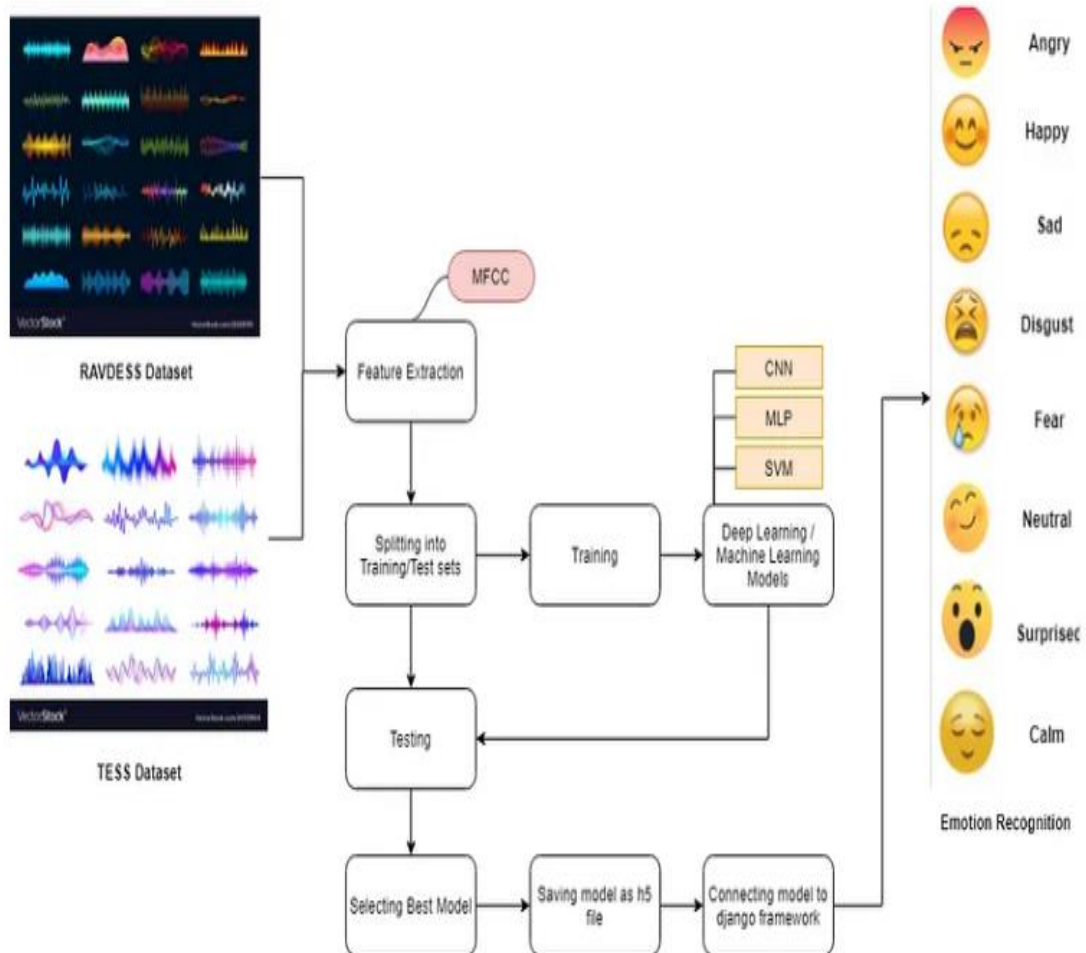 VectorStock
RAVDESS Dataset
VectorStock
TESS Dataset
MFCC
Feature Extraction
Splitting into
Training/Test sets
Training
CNN
MLP
SVM
Deep Learning /
Machine Learning
Models
Testing
Selecting Best Model
Saving model as h5
file
Connecting model to
django framework
Angry
Happy
Sad
Disgust
Fear
Neutral
Surprisec
Calm
Emotion Recognition